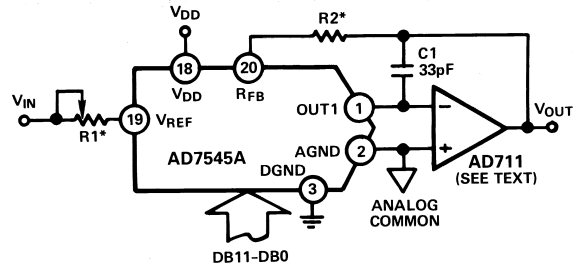 VDD
R2*
C1
33pF
18
VDD
20
RFB
VIN
R1*
19
VREF
OUT1
1
−
VOUT
AD7545A
AGND
2
+
AD711
(SEE TEXT)
DGND
3
ANALOG
COMMON
DB11–DB0